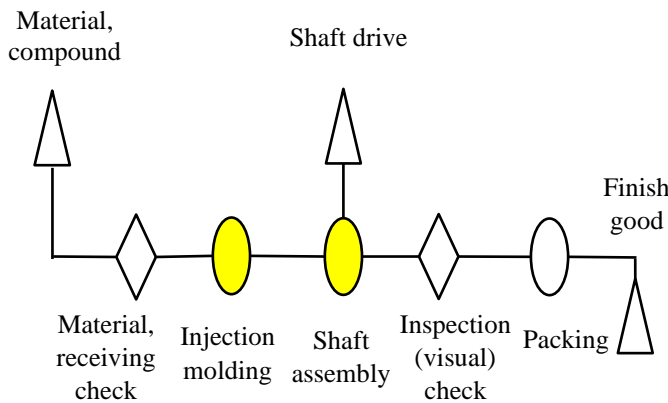 Material,
compound
Shaft drive
Finish
good
Material,
receiving
check
Injection
molding
Shaft
assembly
Inspection
(visual)
check
Packing